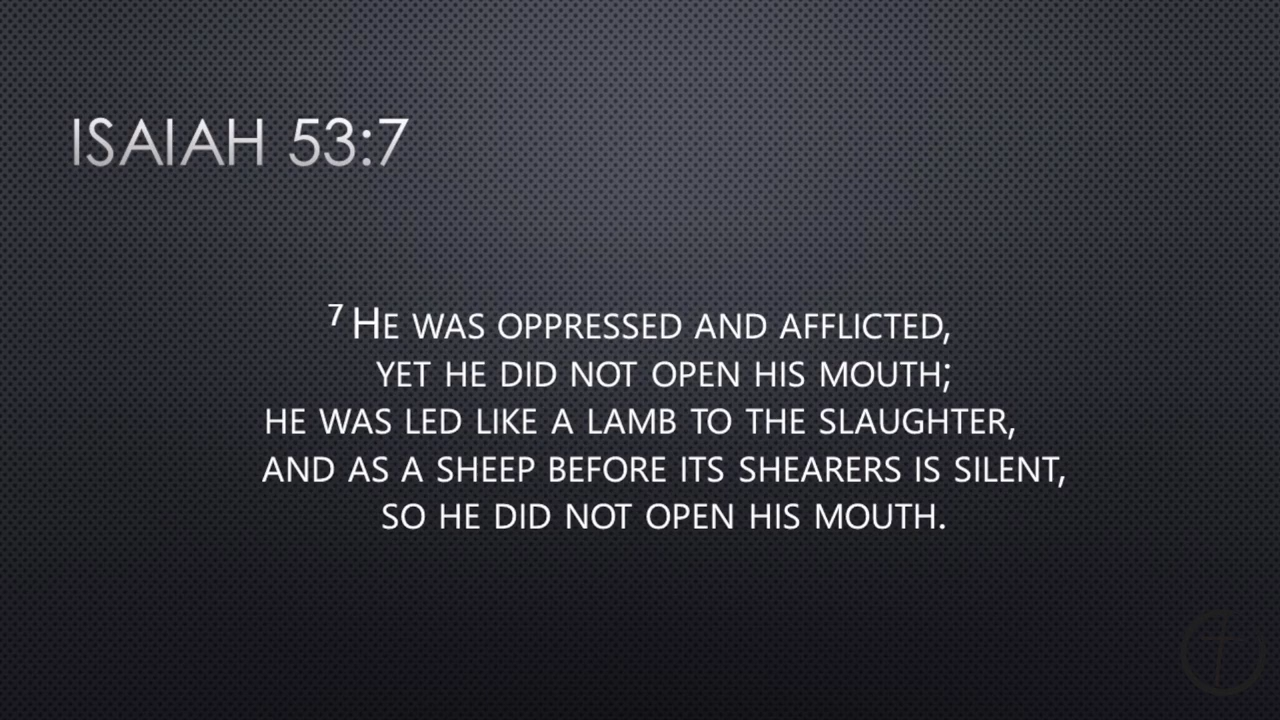 ISAIAH 53:7
⁷ HE WAS OPPRESSED AND AFFLICTED,
YET HE DID NOT OPEN HIS MOUTH;
HE WAS LED LIKE A LAMB TO THE SLAUGHTER,
AND AS A SHEEP BEFORE ITS SHEARERS IS SILENT,
SO HE DID NOT OPEN HIS MOUTH.